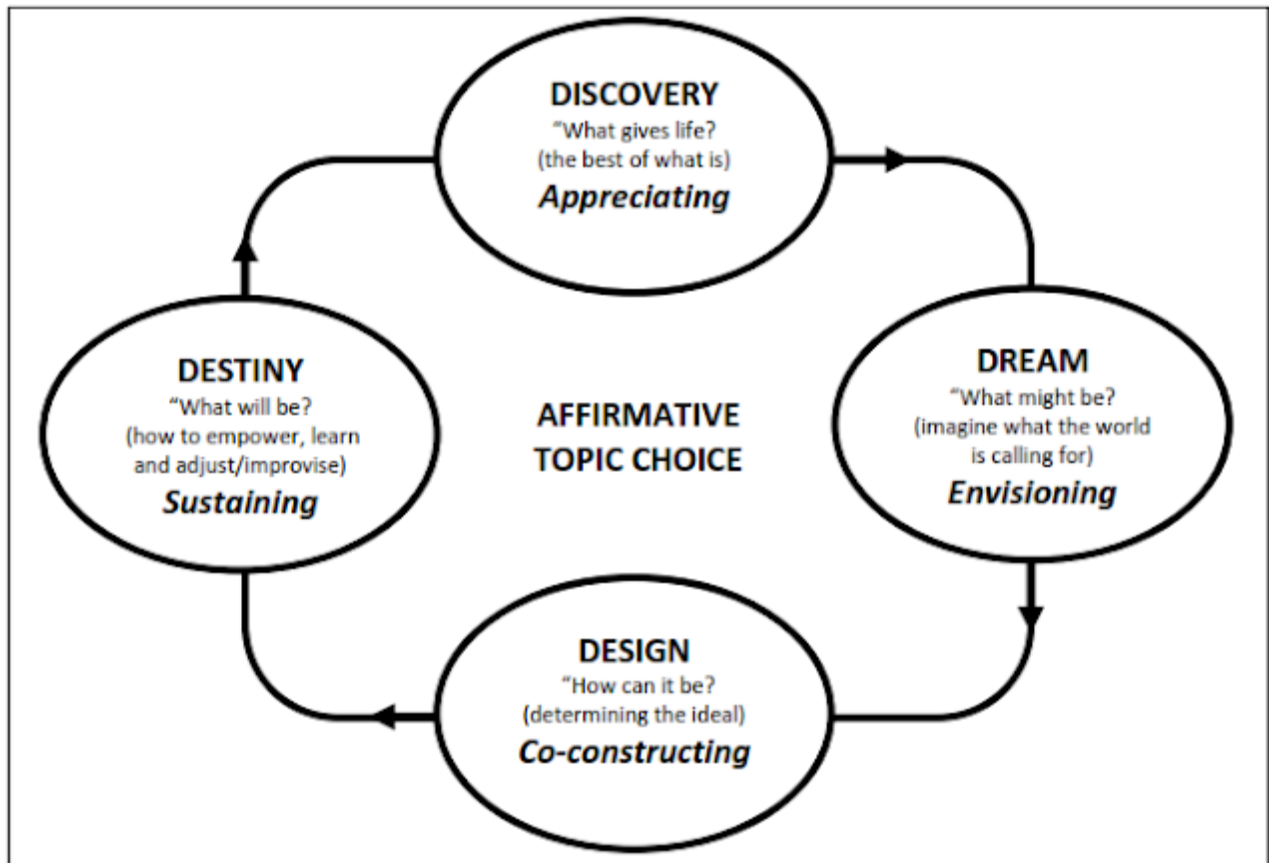 DISCOVERY
“What gives life?
(the best of what is)
Appreciating
DREAM
“What might be?
(imagine what the world
is calling for)
Envisioning
DESIGN
“How can it be?
(determining the ideal)
Co-constructing
DESTINY
“What will be?
(how to empower, learn
and adjust/improvise)
Sustaining
AFFIRMATIVE
TOPIC CHOICE